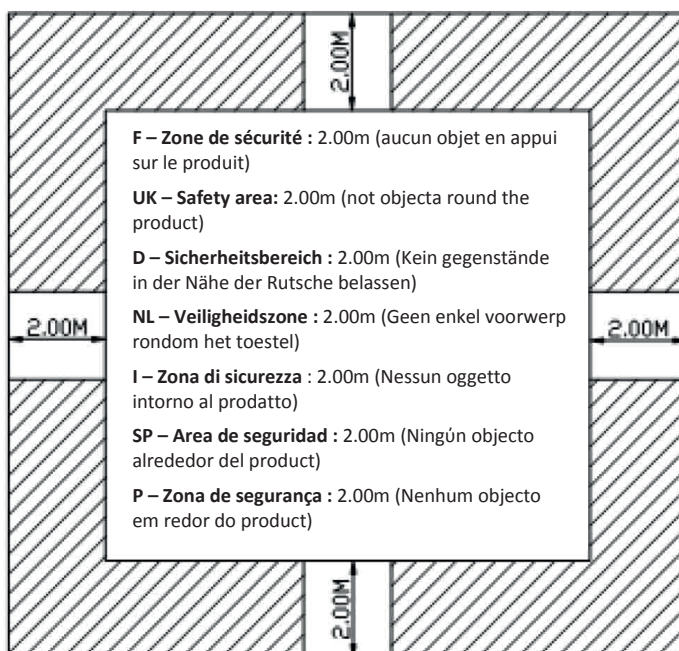 2.00M
F – Zone de sécurité : 2.00m (aucun objet en appui
sur le produit)
UK – Safety area: 2.00m (not objecta round the
product)
D – Sicherheitsbereich : 2.00m (Kein gegenstände
in der Nähe der Rutsche belassen)
NL – Veiligheidszone : 2.00m (Geen enkel voorwerp
rondom het toestel)
I – Zona di sicurezza : 2.00m (Nessun oggetto
intorno al prodatto)
SP – Area de seguridad : 2.00m (Ningún objecto
alrededor del product)
P – Zona de segurança : 2.00m (Nenhum objecto
em redor do product)
2.00M
2.00M
2.00M